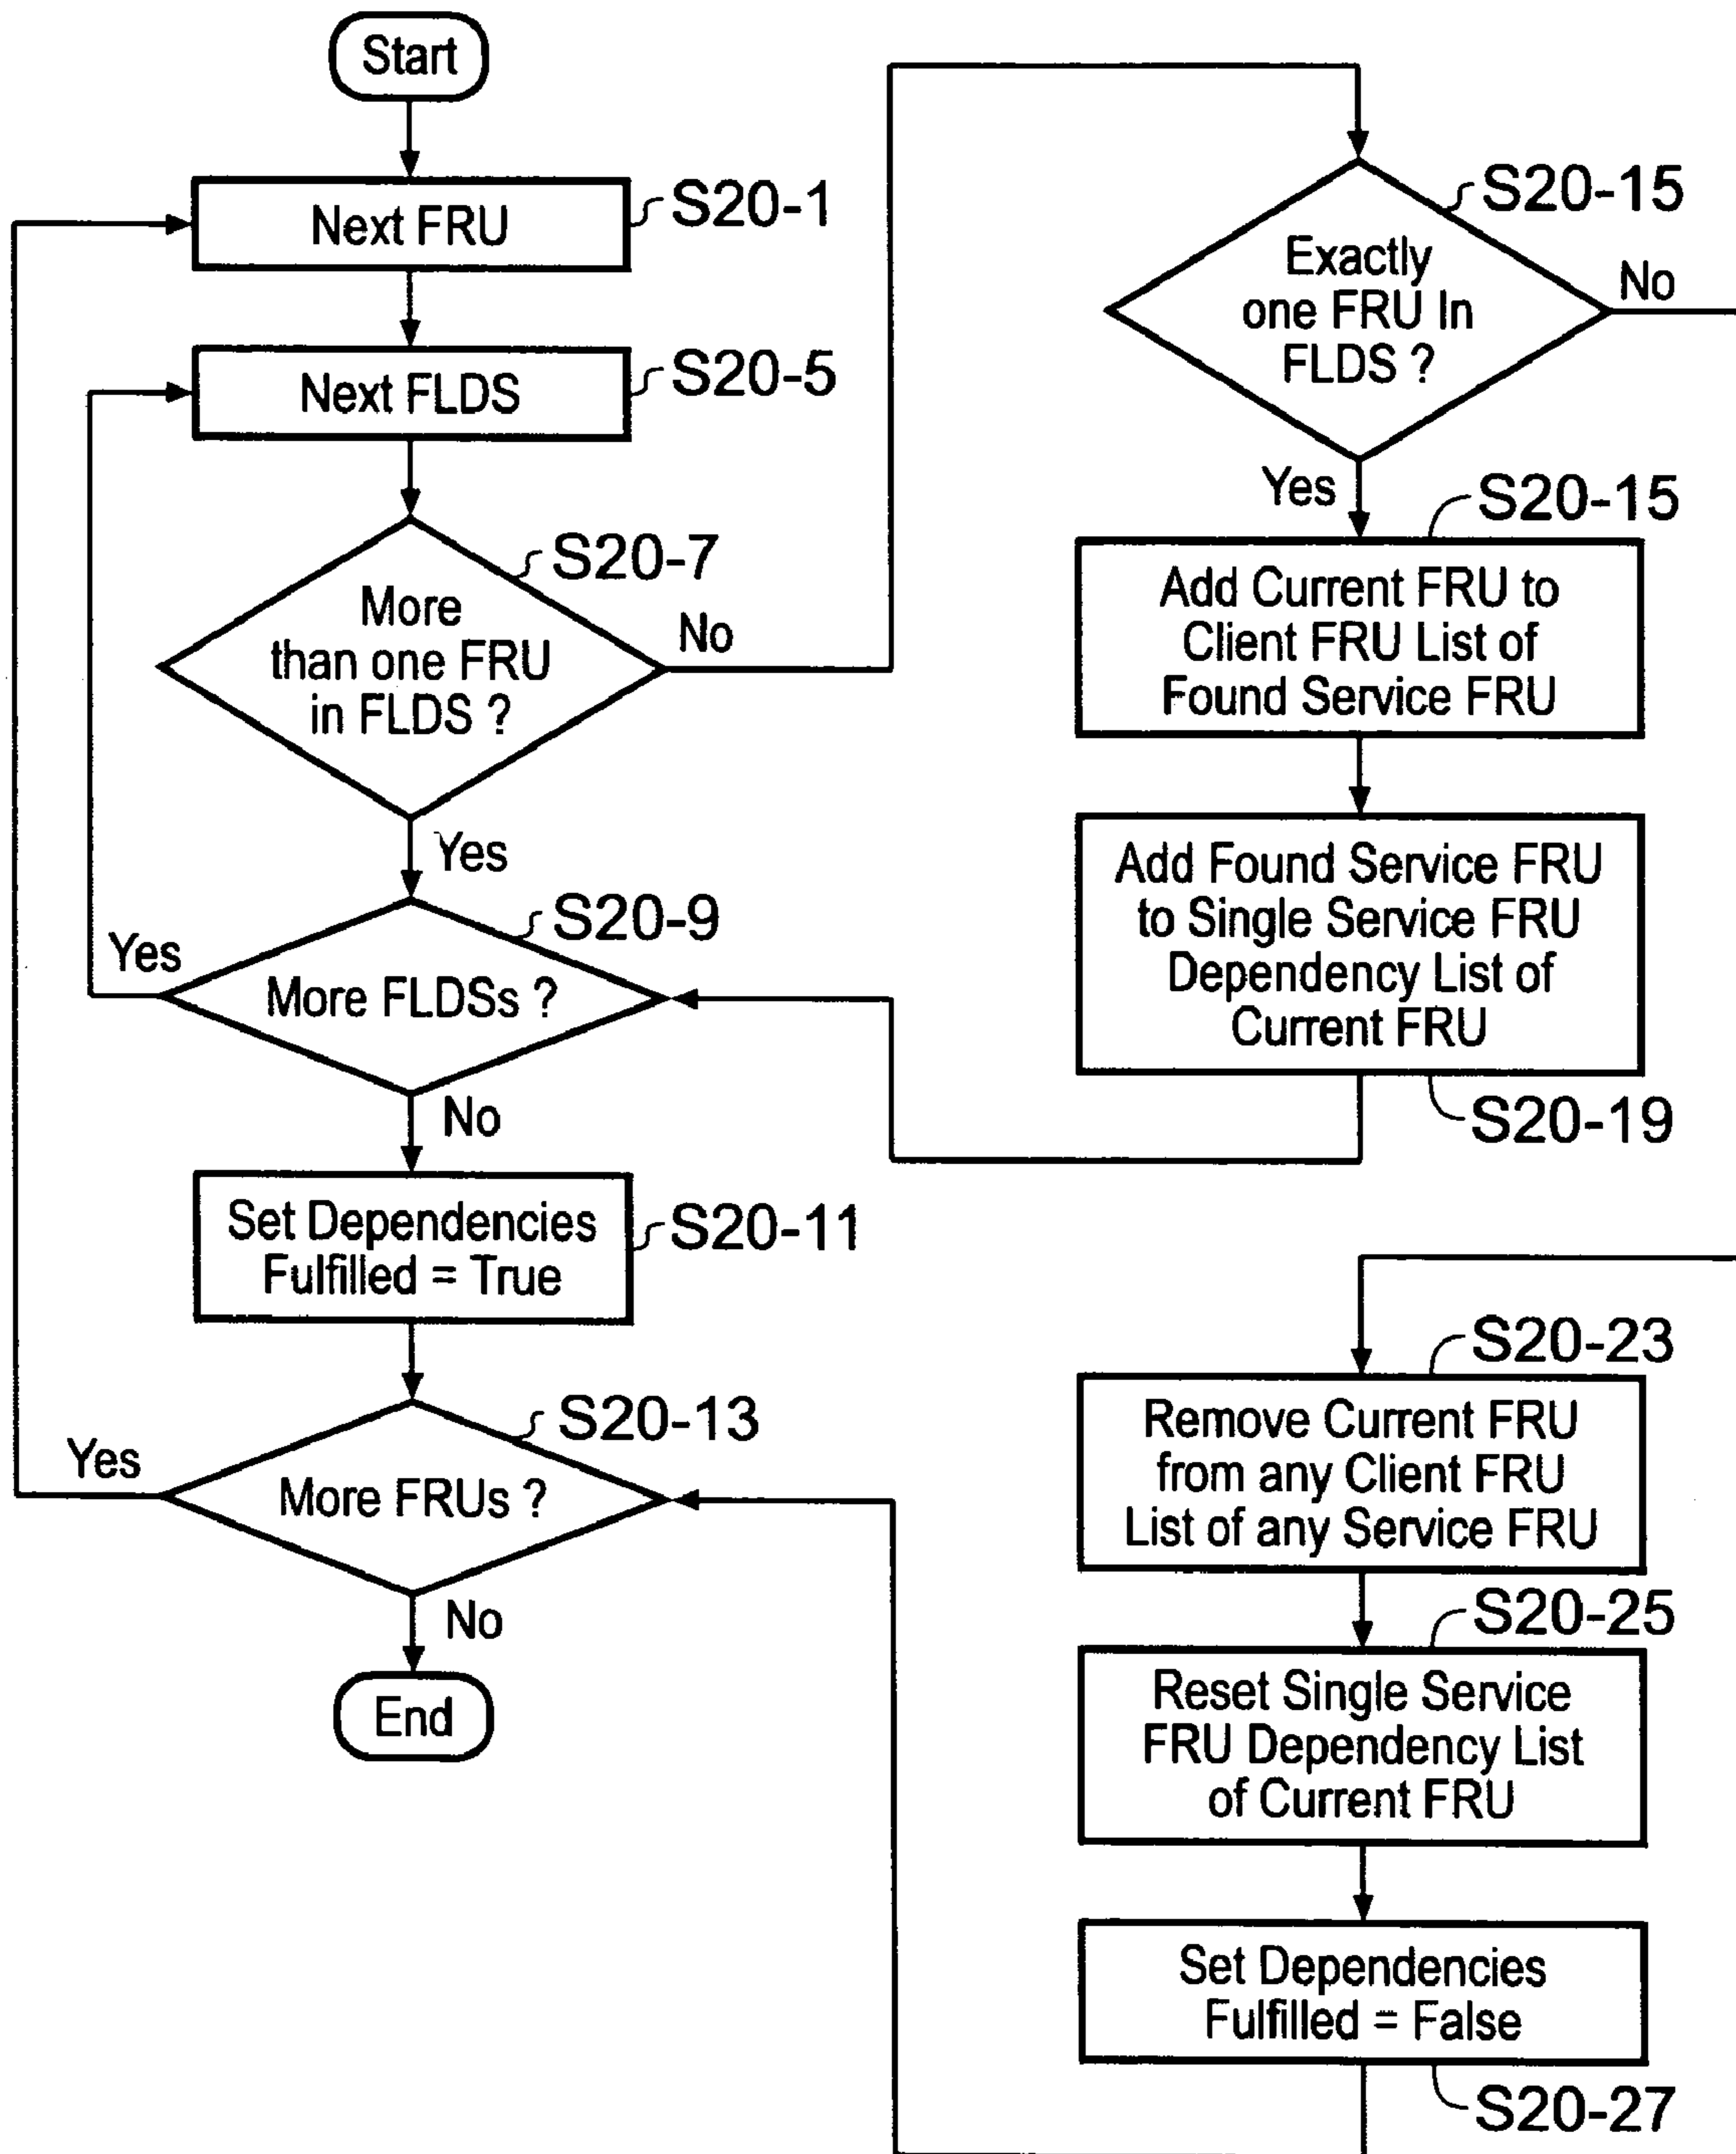 Start
Next FRU
S20-1
Next FLDS
S20-5
S20-7
More
than one FRU
in FLDS ?
No
Yes
S20-9
Yes
More FLDSs ?
No
Set Dependencies
Fulfilled = True
S20-11
S20-13
Yes
More FRUs ?
No
End
S20-15
Exactly
one FRU In
FLDS ?
No
Yes
S20-15
Add Current FRU to
Client FRU List of
Found Service FRU
Add Found Service FRU
to Single Service FRU
Dependency List of
Current FRU
S20-19
S20-23
Remove Current FRU
from any Client FRU
List of any Service FRU
S20-25
Reset Single Service
FRU Dependency List
of Current FRU
Set Dependencies
Fulfilled = False
S20-27